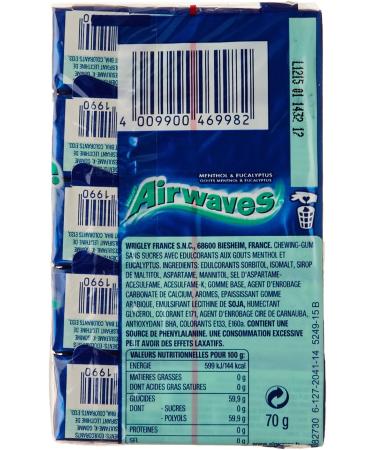 4 009900 469982
L1215 01 1432 12
MENTHOL & EUCALYPTUS
GOUTS MENTHOL & EUCALYPTUS
Airwaves
WRIGLEY FRANCE S.N.C., 68600 BIESHEIM, FRANCE. CHEWING-GUM
SANS SUCRES AVEC EDULCORANTS AUX GOUTS MENTHOL ET
EUCALYPTUS. INGREDIENTS: EDULCORANTS SORBITOL, ISOMALT, SIROP
DE MALTITOL, ASPARTAME, MANNITOL, SEL D'ASPARTAME-
ACESULFAME, ACESULFAME-K; GOMME BASE, AGENT D'ENROBAGE
CARBONATE DE CALCIUM, AROMES, EPAISSISSANT GOMME
ARABIQUE, EMULSIFIANT LECITHINE DE SOJA, HUMECTANT
GLYCEROL, COLORANT E171, AGENT D'ENROBAGE CIRE DE CARNAUBA,
ANTIOXYDANT BHA, COLORANTS E133, E160a. CONTIENT UNE
SOURCE DE PHENYLALANINE. UNE CONSOMMATION EXCESSIVE
PEUT AVOIR DES EFFETS LAXATIFS.
VALEURS NUTRITIONNELLES POUR 100 g:
ENERGIE 599 kJ/144 kcal
MATIERES GRASSES 0 g
DONT ACIDES GRAS SATURES 0 g
GLUCIDES 59,9 g
DONT - SUCRES 0 g
- POLYOLS 59,9 g
PROTEINES 0 g
SEL 0 g
70 g
82730 6-127-2041-14 5249-15 B
1990
1990
1990
1990
1990